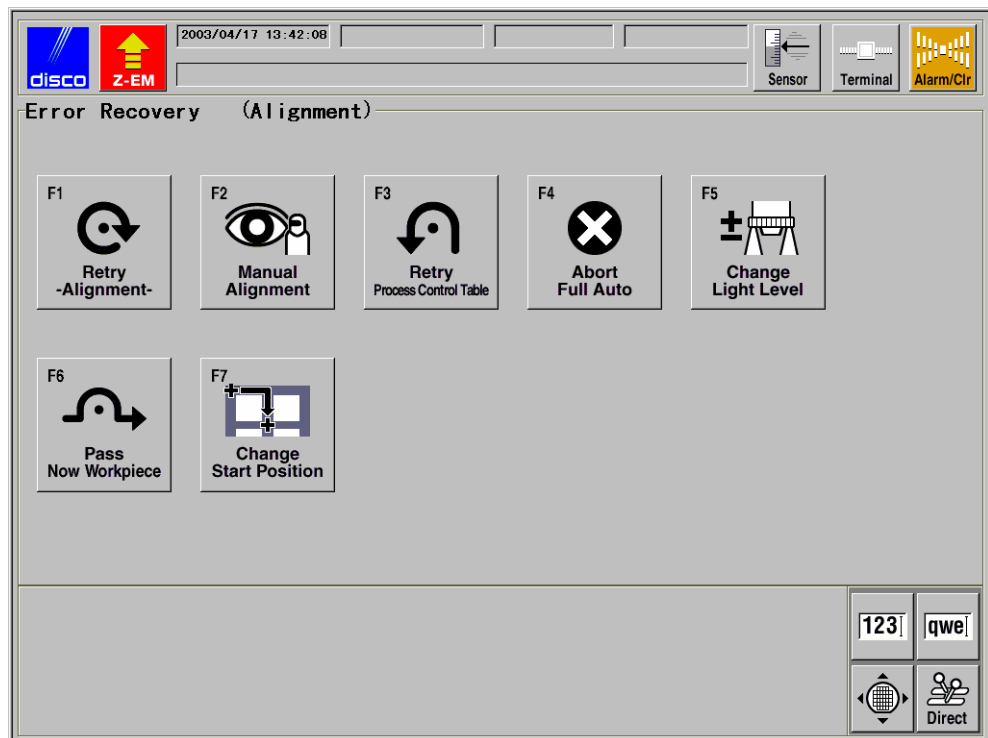 disco
Z-EM
2003/04/17 13:42:08
Sensor
Terminal
Alarm/Clr
Error Recovery (Alignment)
F1
Retry
-Alignment-
F2
Manual
Alignment
F3
Retry
Process Control Table
F4
Abort
Full Auto
F5
Change
Light Level
F6
Pass
Now Workpiece
F7
Change
Start Position
123
qwe
Direct